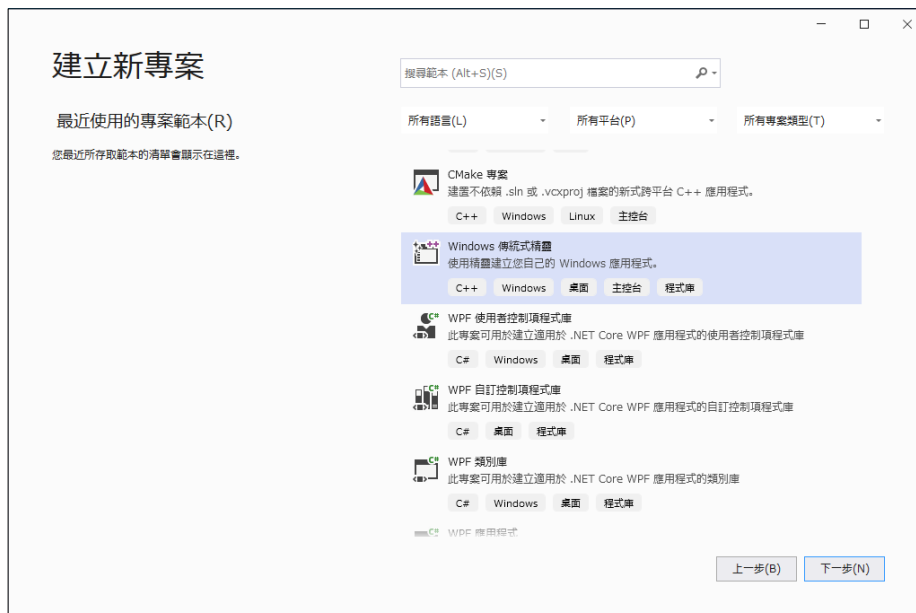 建立新專案
搜尋範本 (Alt+S)(S)
最近使用的專案範本(R)
所有語言(L)
所有平台(P)
所有專案類型(T)
您最近所存取範本的清單會顯示在這裡。
CMake 專案
建置不依賴 .sln 或 .vcxproj 檔案的新式跨平台 C++ 應用程式。
C++ Windows Linux 主控台
Windows 傳統式精靈
使用精靈建立您自己的 Windows 應用程式。
C++ Windows 桌面 主控台 程式庫
WPF 使用者控制項程式庫
此專案可用於建立適用於 .NET Core WPF 應用程式的使用者控制項程式庫
C# Windows 桌面 程式庫
WPF 自訂控制項程式庫
此專案可用於建立適用於 .NET Core WPF 應用程式的自訂控制項程式庫
C# 桌面 程式庫
WPF 類別庫
此專案可用於建立適用於 .NET Core WPF 應用程式的類別庫
C# Windows 桌面 程式庫
WPF 應用程式
上一步(B)
下一步(N)